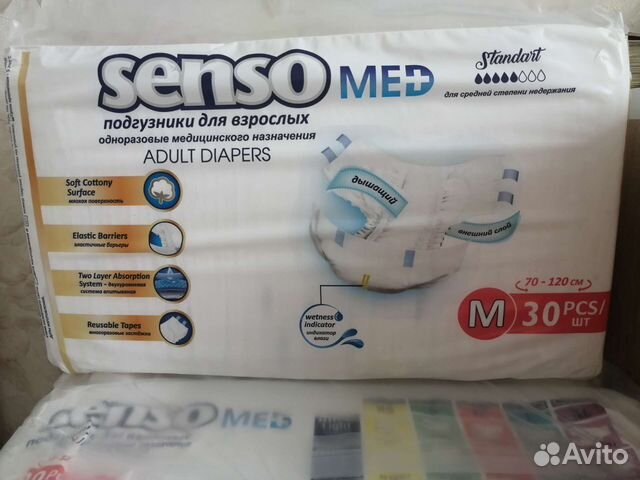 senso MED
подгузники для взрослых
одноразовые медицинского назначения
ADULT DIAPERS
Standart
для средней степени недержания
Soft Cottony
Surface
мягкая поверхность
Elastic Barriers
эластичные барьеры
Two Layer Absorption
System - двухуровневая
система впитывания
Reusable Tapes
многоразовые застёжки
дышащий
внешний слой
wetness
indicator
индикатор
влаги
70 - 120 см
M 30 PCS/
шт
senso MED
Avito